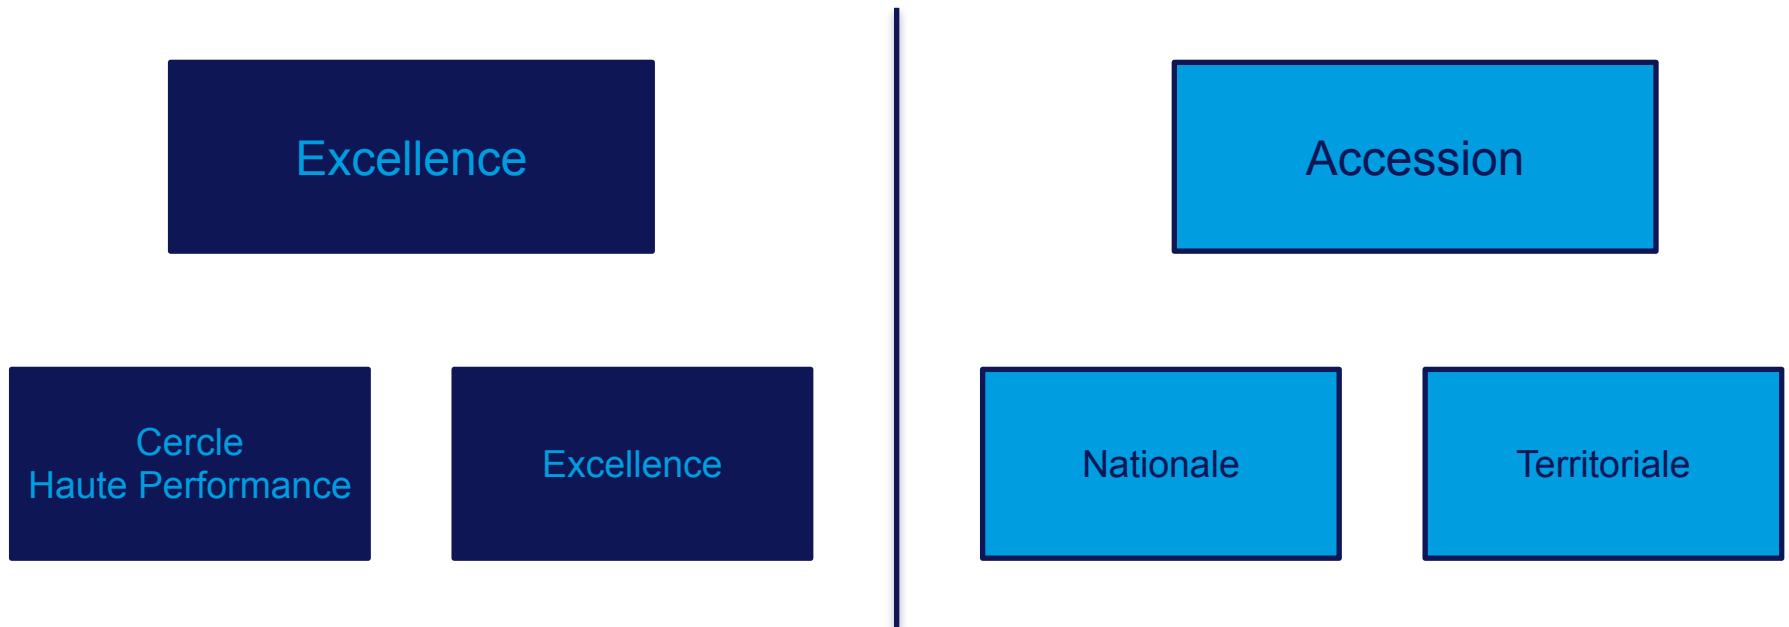 Excellence
Accession
Cercle
Haute Performance
Excellence
Nationale
Territoriale